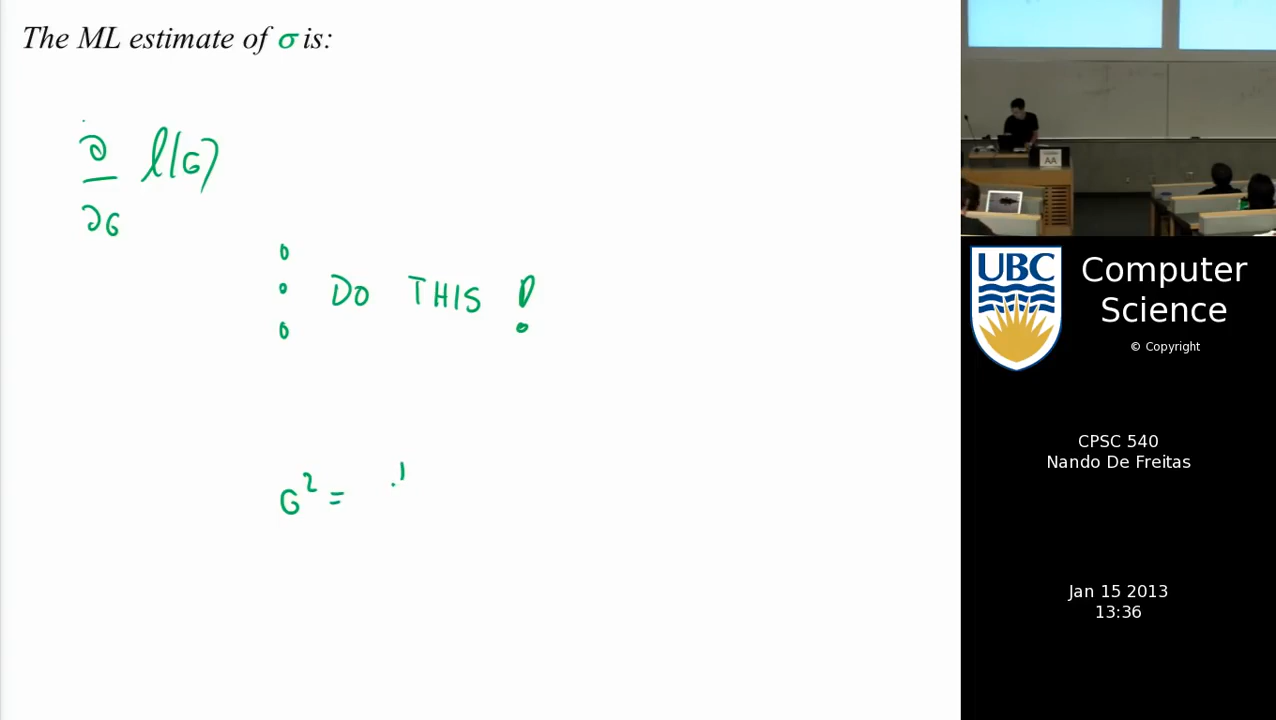 The ML estimate of σ is:
∂
── l(σ)
∂σ
DO THIS !
σ² =
AA
UBC
Computer
Science
© Copyright
CPSC 540
Nando De Freitas
Jan 15 2013
13:36